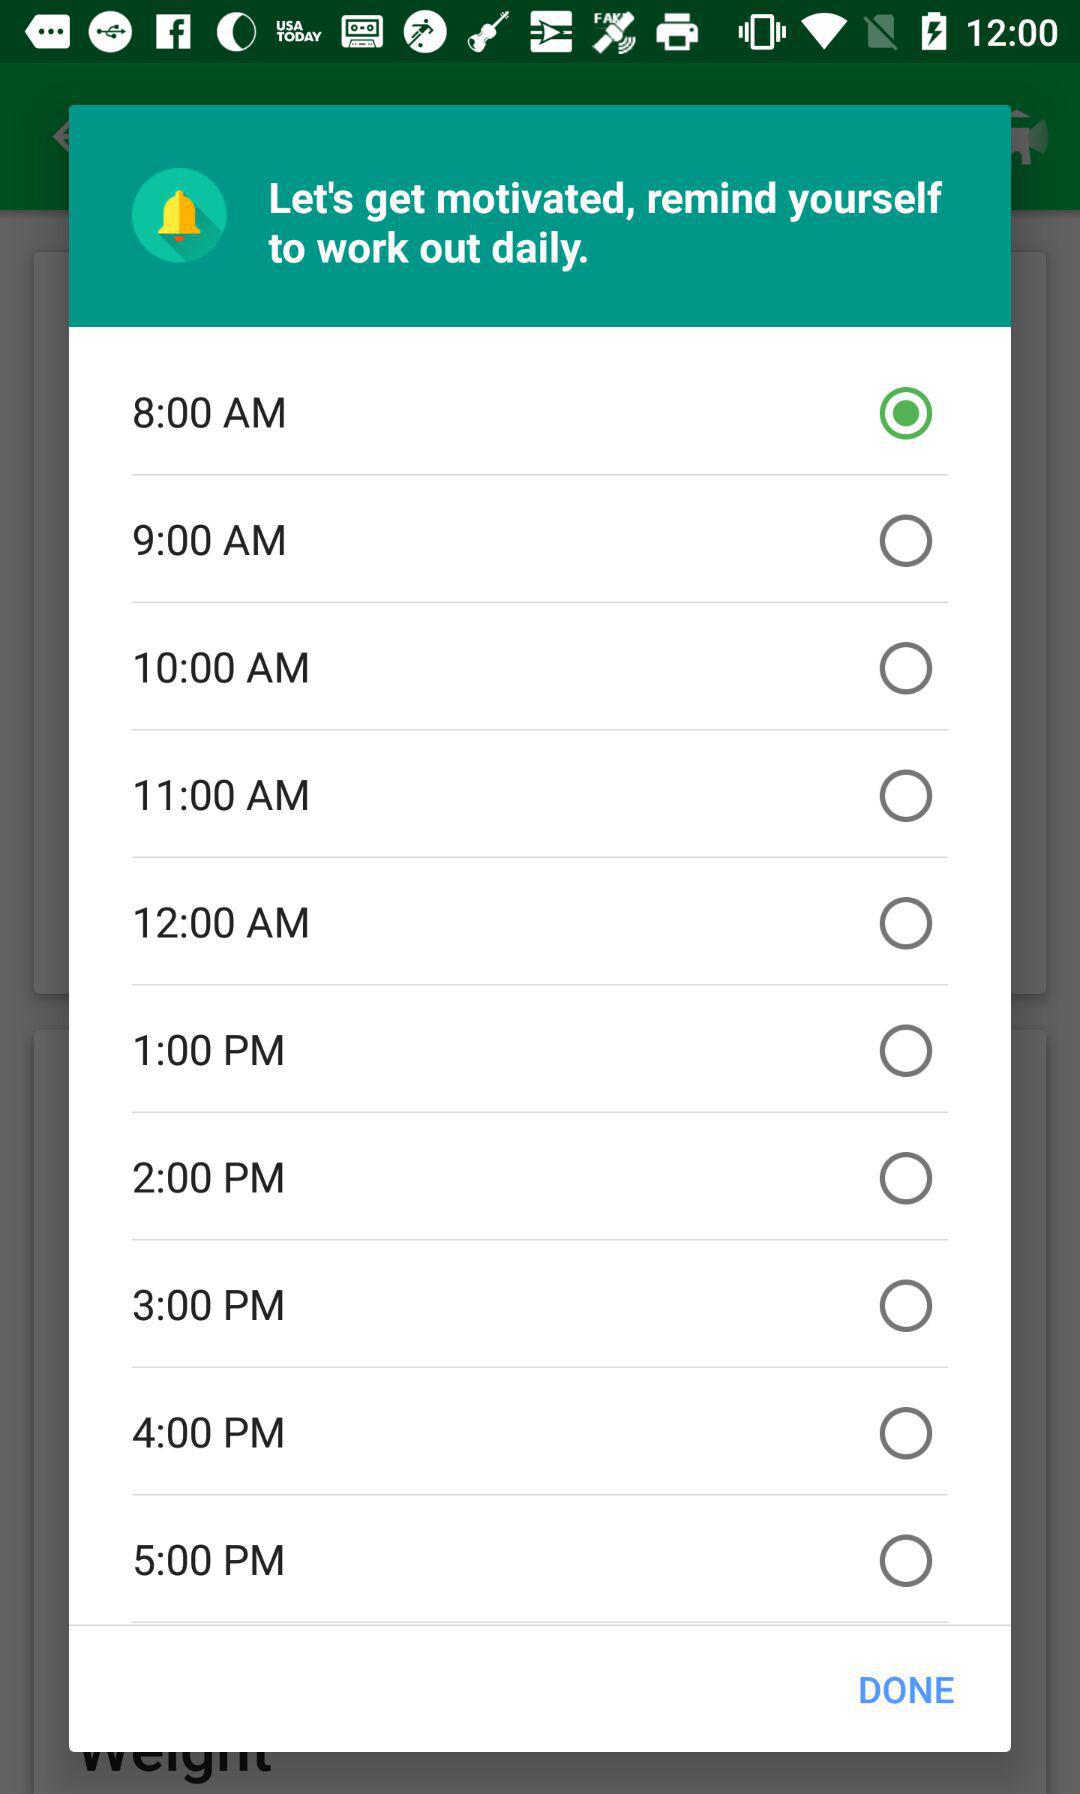 USA
TODAY
FAKE
12:00
Let's get motivated, remind yourself
to work out daily.
8:00 AM
9:00 AM
10:00 AM
11:00 AM
12:00 AM
1:00 PM
2:00 PM
3:00 PM
4:00 PM
5:00 PM
DONE
Weight